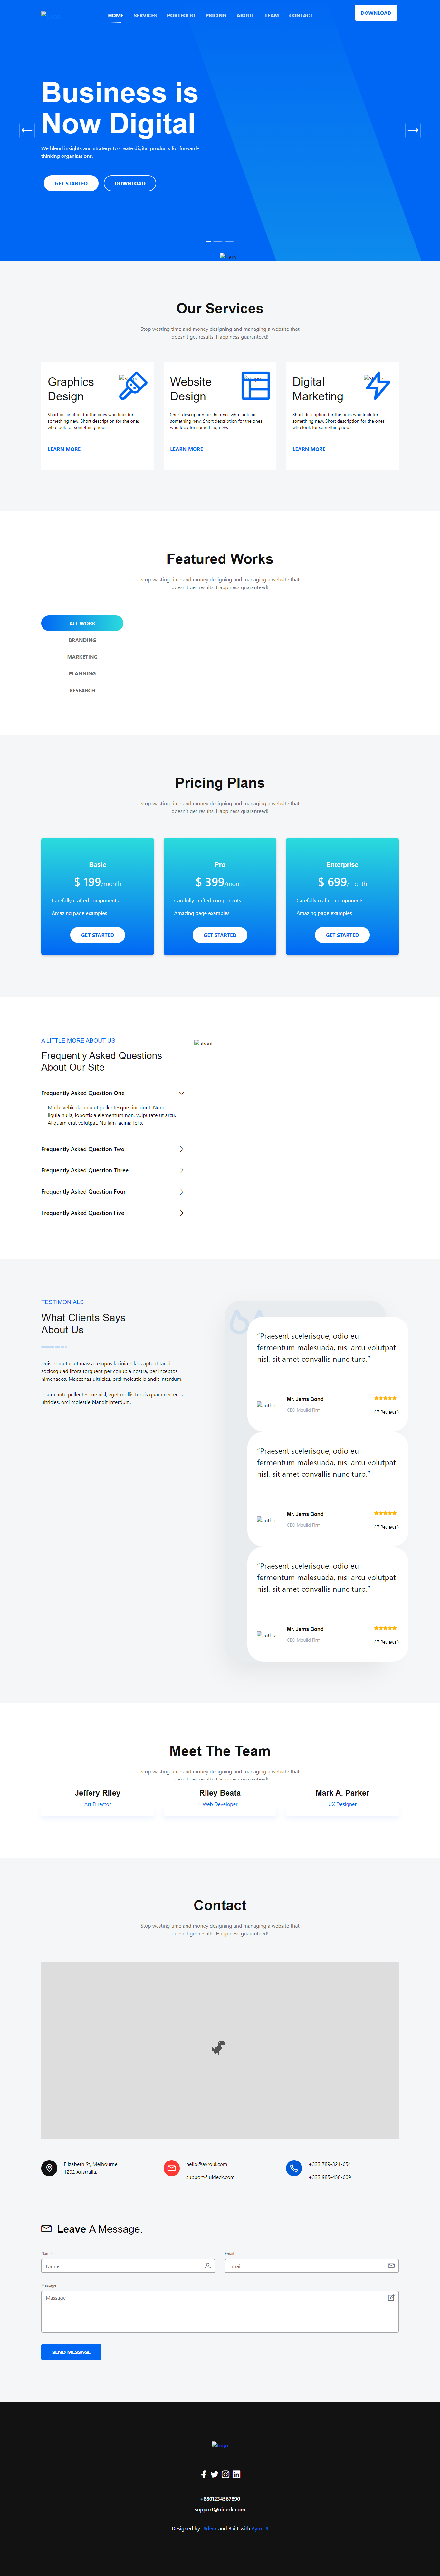 HOME SERVICES PORTFOLIO PRICING ABOUT TEAM CONTACT DOWNLOAD
Business is
Now Digital
We blend insights and strategy to create digital products for forward-
thinking organisations.
GET STARTED DOWNLOAD
Our Services
Stop wasting time and money designing and managing a website that
doesn't get results. Happiness guaranteed!
Graphics
Design
Short description for the ones who look for
something new. Short description for the ones
who look for something new.
LEARN MORE
Website
Design
Short description for the ones who look for
something new. Short description for the ones
who look for something new.
LEARN MORE
Digital
Marketing
Short description for the ones who look for
something new. Short description for the ones
who look for something new.
LEARN MORE
Featured Works
Stop wasting time and money designing and managing a website that
doesn't get results. Happiness guaranteed!
ALL WORK
BRANDING
MARKETING
PLANNING
RESEARCH
Pricing Plans
Stop wasting time and money designing and managing a website that
doesn't get results. Happiness guaranteed!
Basic
$ 199/month
Carefully crafted components
Amazing page examples
GET STARTED
Pro
$ 399/month
Carefully crafted components
Amazing page examples
GET STARTED
Enterprise
$ 699/month
Carefully crafted components
Amazing page examples
GET STARTED
A LITTLE MORE ABOUT US
Frequently Asked Questions
About Our Site
Frequently Asked Question One
Morbi vehicula arcu et pellentesque tincidunt. Nunc
ligula nulla, lobortis a elementum non, vulputate ut arcu.
Aliquam erat volutpat. Nullam lacinia felis.
Frequently Asked Question Two
Frequently Asked Question Three
Frequently Asked Question Four
Frequently Asked Question Five
about
TESTIMONIALS
What Clients Says
About Us
Duis et metus et massa tempus lacinia. Class aptent taciti
sociosqu ad litora torquent per conubia nostra, per inceptos
himenaeos. Maecenas ultricies, orci molestie blandit interdum.
ipsum ante pellentesque nisl, eget mollis turpis quam nec eros.
ultricies, orci molestie blandit interdum.
“Praesent scelerisque, odio eu
fermentum malesuada, nisi arcu volutpat
nisl, sit amet convallis nunc turp.”
author
Mr. Jems Bond
CEO Mbuild Firm
( 7 Reviews )
“Praesent scelerisque, odio eu
fermentum malesuada, nisi arcu volutpat
nisl, sit amet convallis nunc turp.”
author
Mr. Jems Bond
CEO Mbuild Firm
( 7 Reviews )
“Praesent scelerisque, odio eu
fermentum malesuada, nisi arcu volutpat
nisl, sit amet convallis nunc turp.”
author
Mr. Jems Bond
CEO Mbuild Firm
( 7 Reviews )
Meet The Team
Stop wasting time and money designing and managing a website that
doesn't get results. Happiness guaranteed!
Jeffery Riley
Art Director
Riley Beata
Web Developer
Mark A. Parker
UX Designer
Contact
Stop wasting time and money designing and managing a website that
doesn't get results. Happiness guaranteed!
Elizabeth St, Melbourne
1202 Australia.
hello@ayroui.com
support@uideck.com
+333 789-321-654
+333 985-458-609
Leave A Message.
Name
Name
Email
Email
Massage
Massage
SEND MESSAGE
Logo
+8801234567890
support@uideck.com
Designed by UIdeck and Built-with Ayro UI